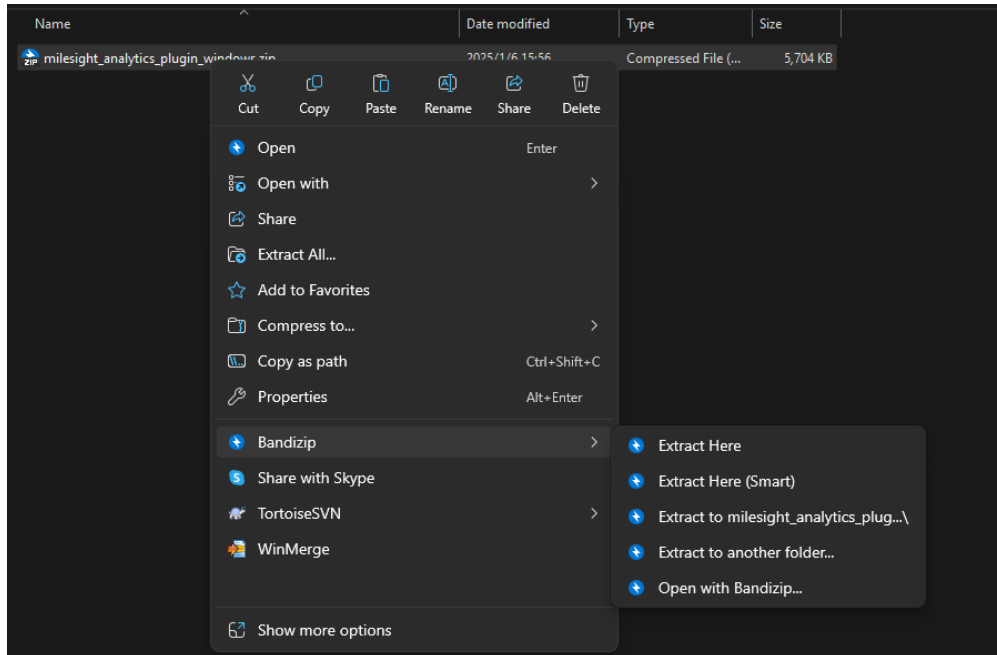 Name Date modified Type Size
milesight_analytics_plugin_windows.zip 2025/1/6 15:56 Compressed File (... 5,704 KB
Cut Copy Paste Rename Share Delete
Open Enter
Open with
Share
Extract All...
Add to Favorites
Compress to...
Copy as path Ctrl+Shift+C
Properties Alt+Enter
Bandizip
Share with Skype
TortoiseSVN
WinMerge
Show more options
Extract Here
Extract Here (Smart)
Extract to milesight_analytics_plug...\
Extract to another folder...
Open with Bandizip...